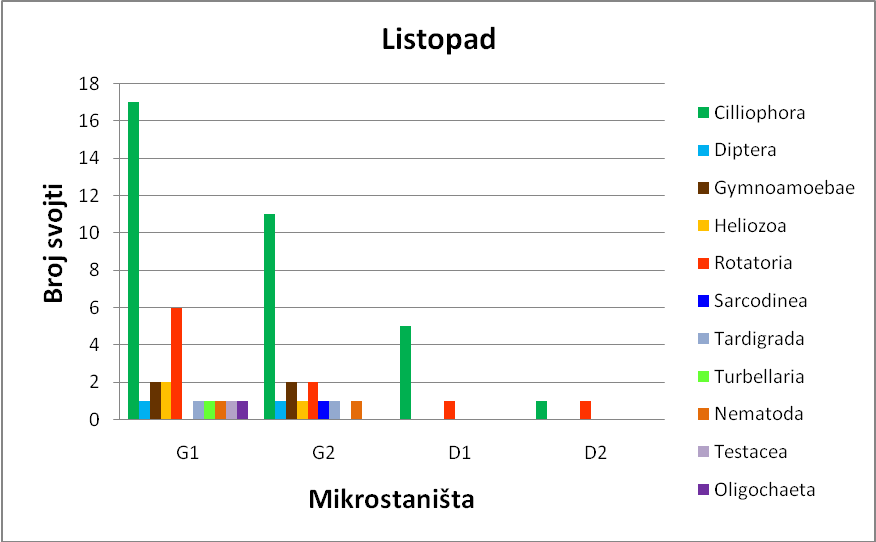 Listopad
18
16
14
12
10
8
6
4
2
0
Broj svojti
G1
G2
D1
D2
Mikrostaništa
Cilliophora
Diptera
Gymnoamoebae
Heliozoa
Rotatoria
Sarcodinea
Tardigrada
Turbellaria
Nematoda
Testacea
Oligochaeta